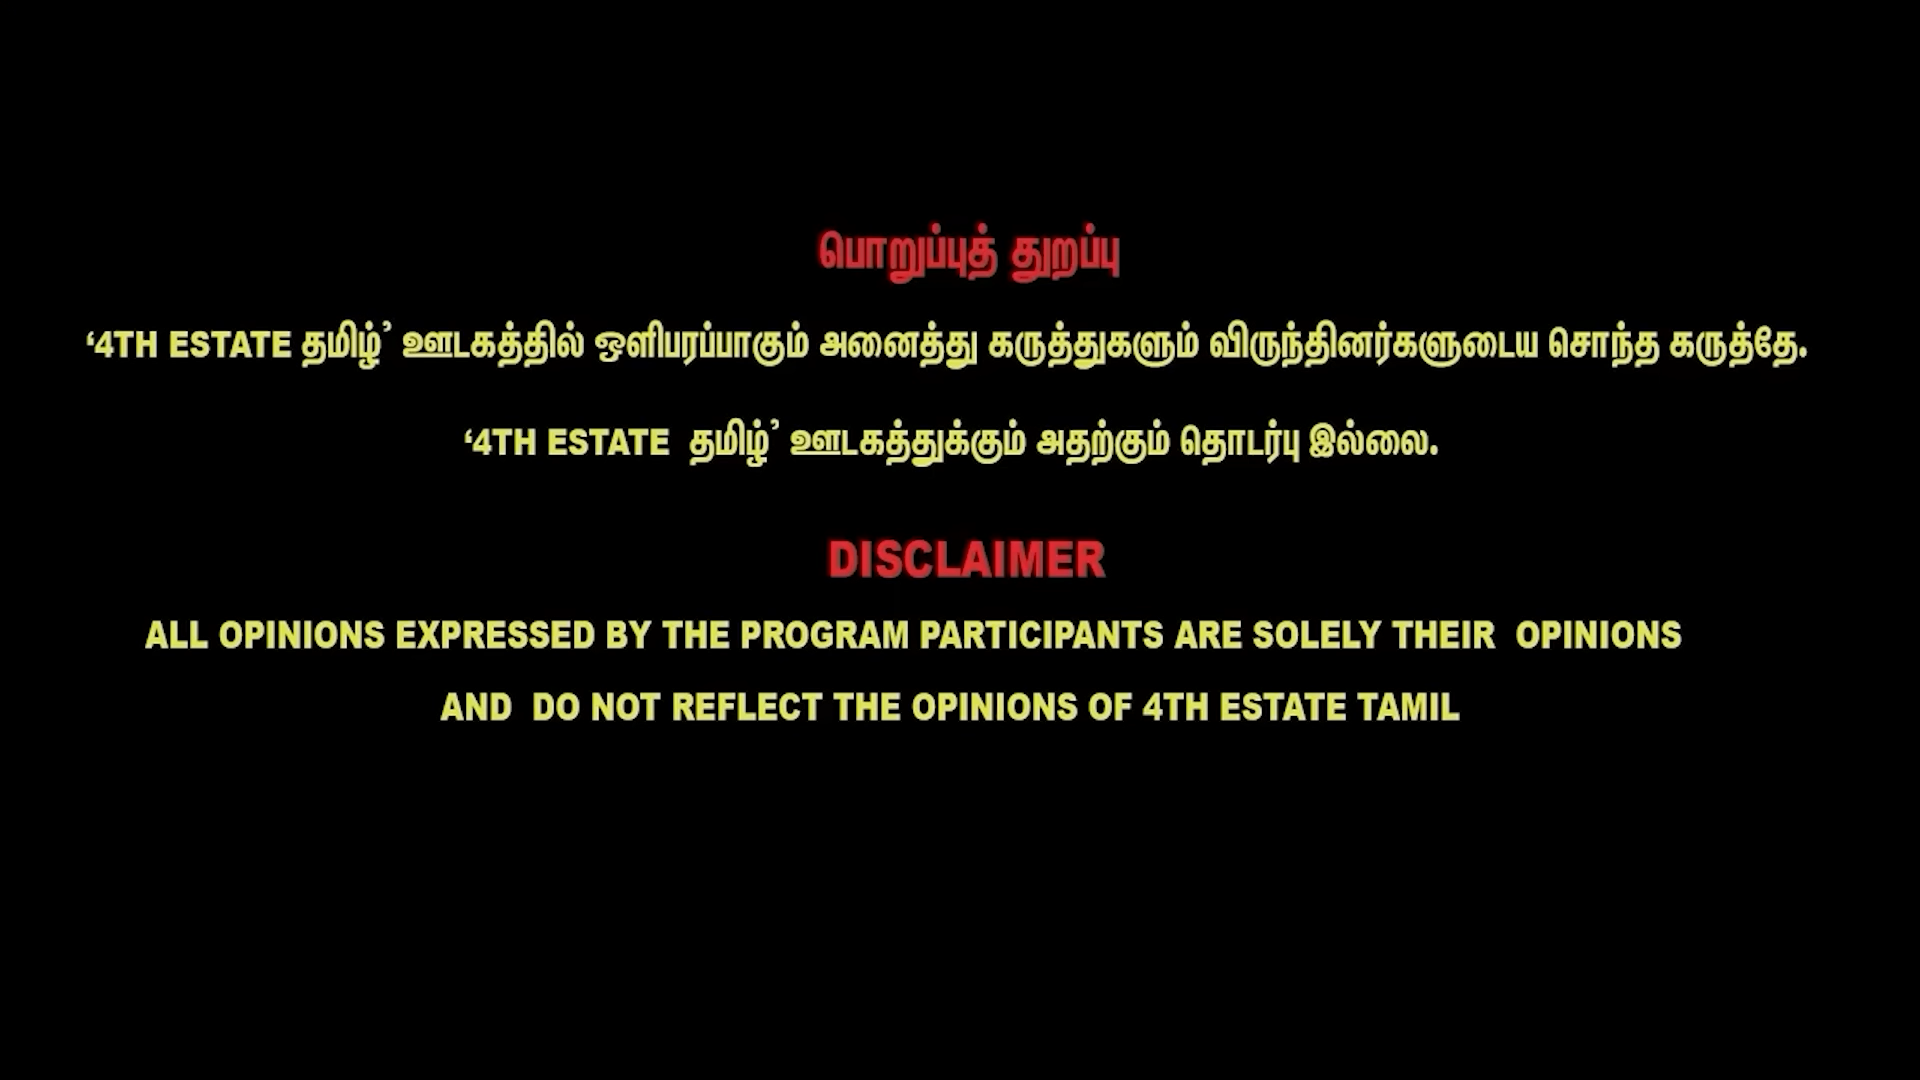 பொறுப்புத் துறப்பு
‘4TH ESTATE தமிழ்’ ஊடகத்தில் ஒளிபரப்பாகும் அனைத்து கருத்துகளும் விருந்தினர்களுடைய சொந்த கருத்தே.
‘4TH ESTATE தமிழ்’ ஊடகத்துக்கும் அதற்கும் தொடர்பு இல்லை.
DISCLAIMER
ALL OPINIONS EXPRESSED BY THE PROGRAM PARTICIPANTS ARE SOLELY THEIR OPINIONS
AND DO NOT REFLECT THE OPINIONS OF 4TH ESTATE TAMIL